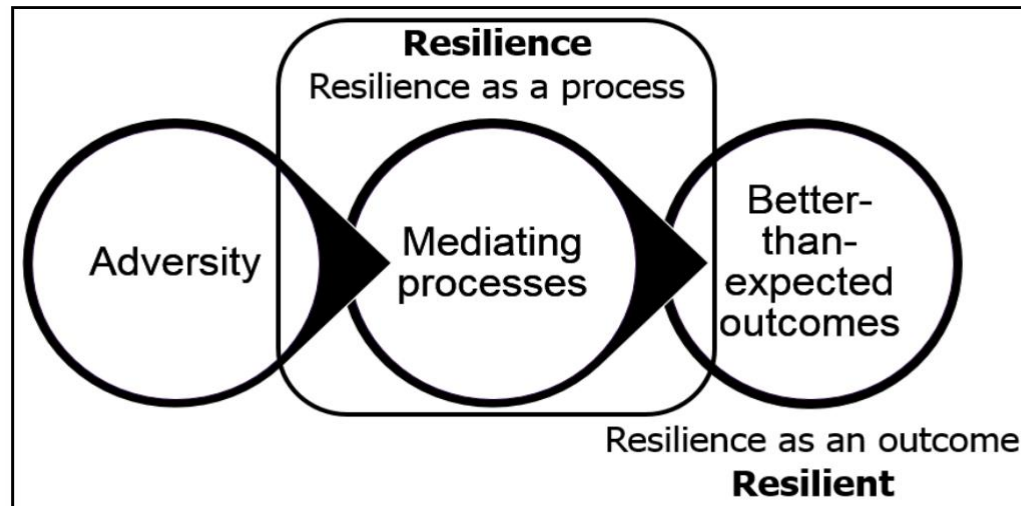 Resilience
Resilience as a process
Adversity
Mediating
processes
Better-
than-
expected
outcomes
Resilience as an outcome
Resilient